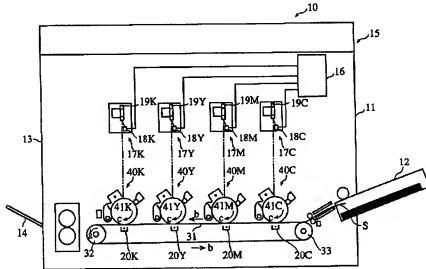 10
15
16
19K 19Y 19M 19C
11
13
18K 18Y 18M 18C
17K 17Y 17M 17C
12
40K 40Y 40M 40C
41K 41Y 41M 41C
C C C C
b
S
14
31
32 20K 20Y b 20M 20C 33